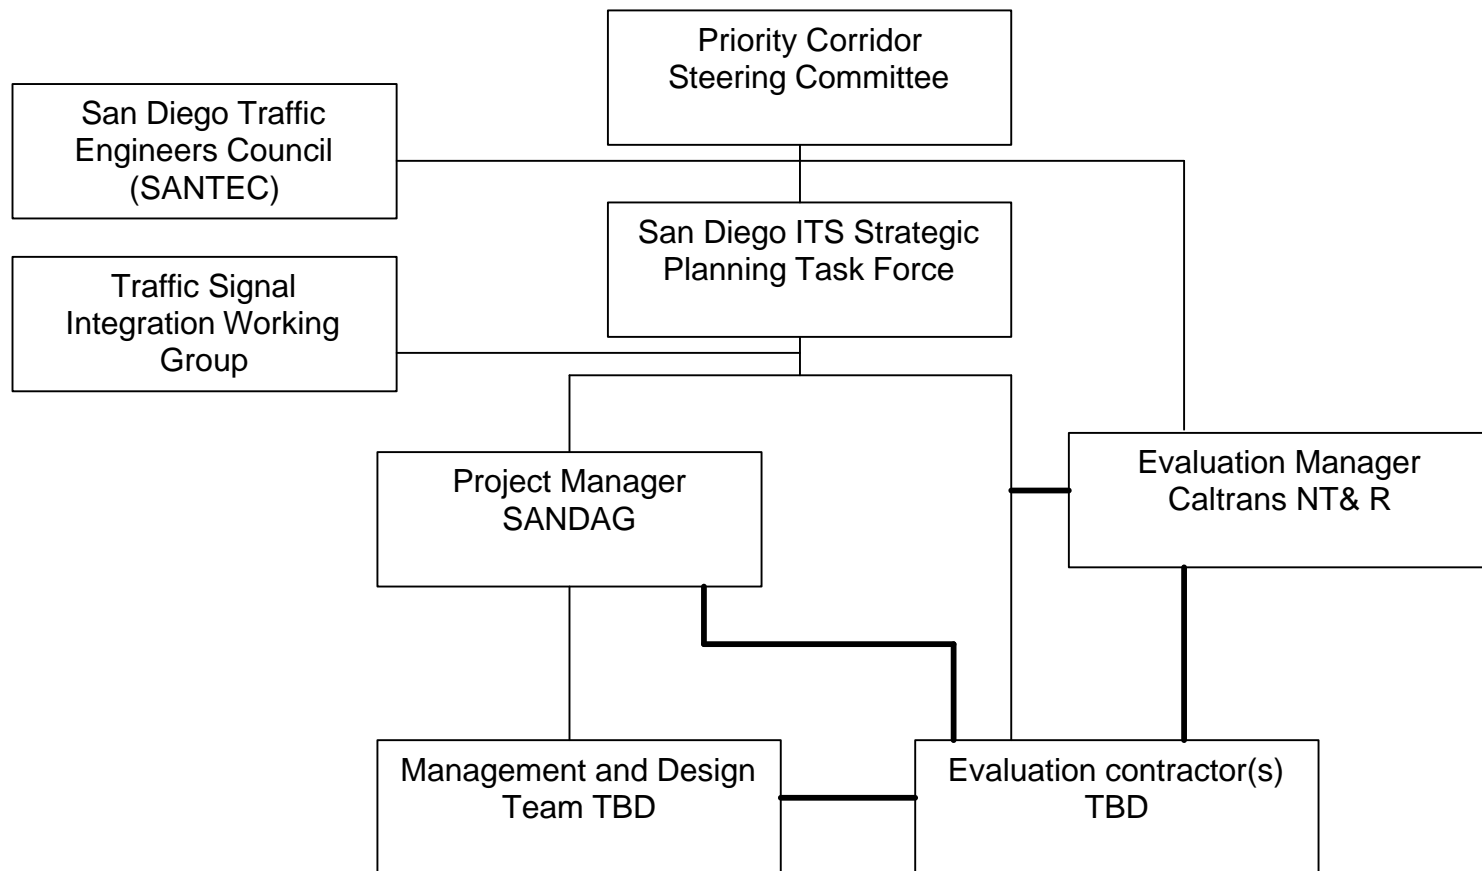 Priority Corridor
Steering Committee
San Diego Traffic
Engineers Council
(SANTEC)
San Diego ITS Strategic
Planning Task Force
Traffic Signal
Integration Working
Group
Project Manager
SANDAG
Evaluation Manager
Caltrans NT& R
Management and Design
Team TBD
Evaluation contractor(s)
TBD